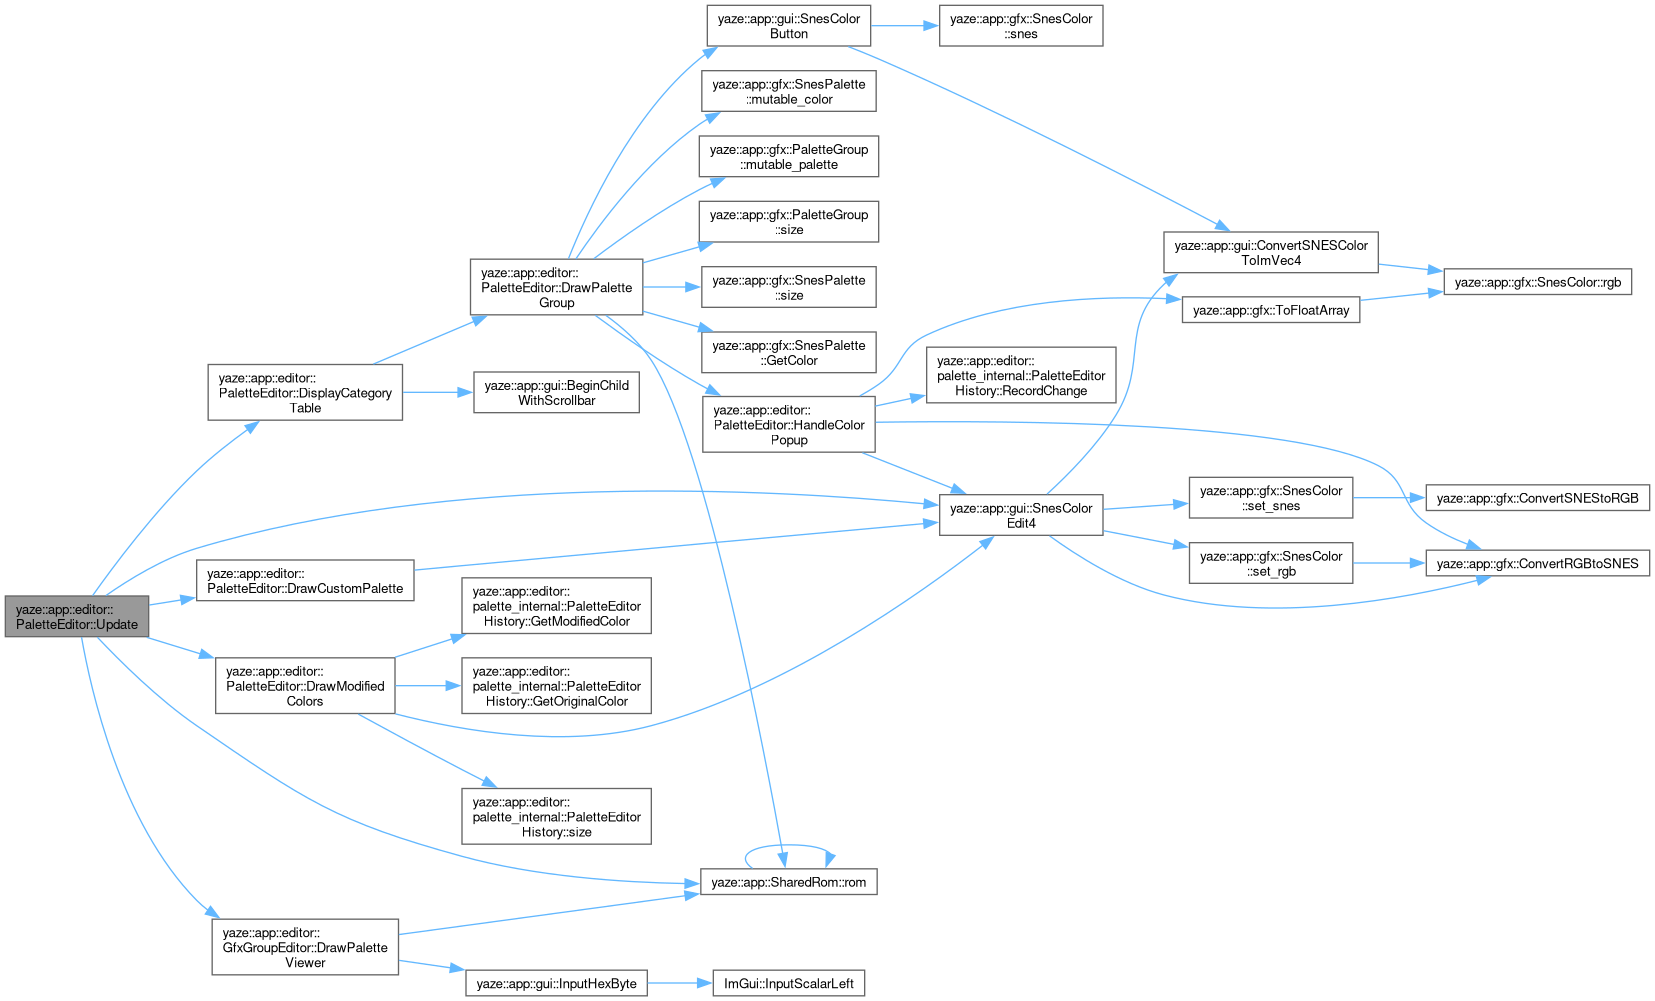 yaze::app::editor::
PaletteEditor::Update
yaze::app::editor::
PaletteEditor::DisplayCategory
Table
yaze::app::editor::
PaletteEditor::DrawCustomPalette
yaze::app::editor::
PaletteEditor::DrawModified
Colors
yaze::app::editor::
GfxGroupEditor::DrawPalette
Viewer
yaze::app::editor::
PaletteEditor::DrawPalette
Group
yaze::app::gui::BeginChild
WithScrollbar
yaze::app::editor::
palette_internal::PaletteEditor
History::GetModifiedColor
yaze::app::editor::
palette_internal::PaletteEditor
History::GetOriginalColor
yaze::app::editor::
palette_internal::PaletteEditor
History::size
yaze::app::gui::InputHexByte
yaze::app::gui::SnesColor
Button
yaze::app::gfx::SnesPalette
::mutable_color
yaze::app::gfx::PaletteGroup
::mutable_palette
yaze::app::gfx::PaletteGroup
::size
yaze::app::gfx::SnesPalette
::size
yaze::app::gfx::SnesPalette
::GetColor
yaze::app::editor::
PaletteEditor::HandleColor
Popup
yaze::app::SharedRom::rom
ImGui::InputScalarLeft
yaze::app::gfx::SnesColor
::snes
yaze::app::editor::
palette_internal::PaletteEditor
History::RecordChange
yaze::app::gui::SnesColor
Edit4
yaze::app::gui::ConvertSNESColor
ToImVec4
yaze::app::gfx::ToFloatArray
yaze::app::gfx::SnesColor
::set_snes
yaze::app::gfx::SnesColor
::set_rgb
yaze::app::gfx::SnesColor::rgb
yaze::app::gfx::ConvertSNEStoRGB
yaze::app::gfx::ConvertRGBtoSNES